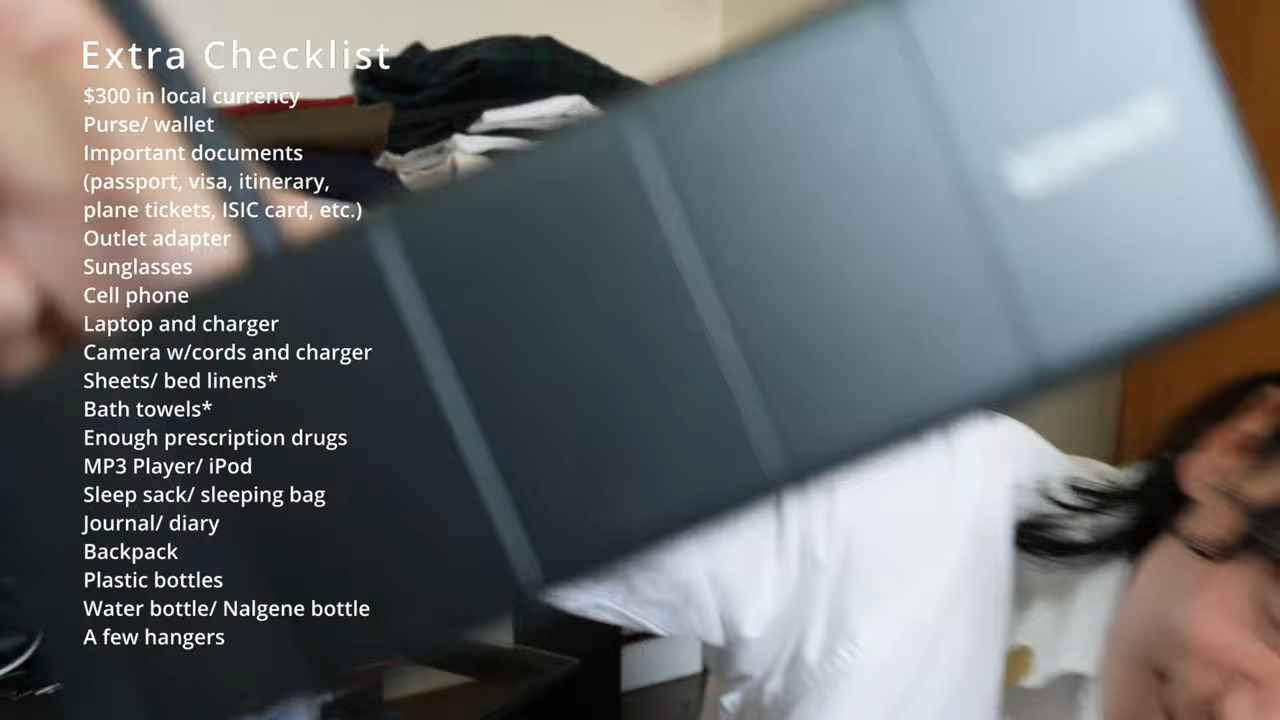 Extra Checklist
$300 in local currency
Purse/ wallet
Important documents
(passport, visa, itinerary,
plane tickets, ISIC card, etc.)
Outlet adapter
Sunglasses
Cell phone
Laptop and charger
Camera w/cords and charger
Sheets/ bed linens*
Bath towels*
Enough prescription drugs
MP3 Player/ iPod
Sleep sack/ sleeping bag
Journal/ diary
Backpack
Plastic bottles
Water bottle/ Nalgene bottle
A few hangers